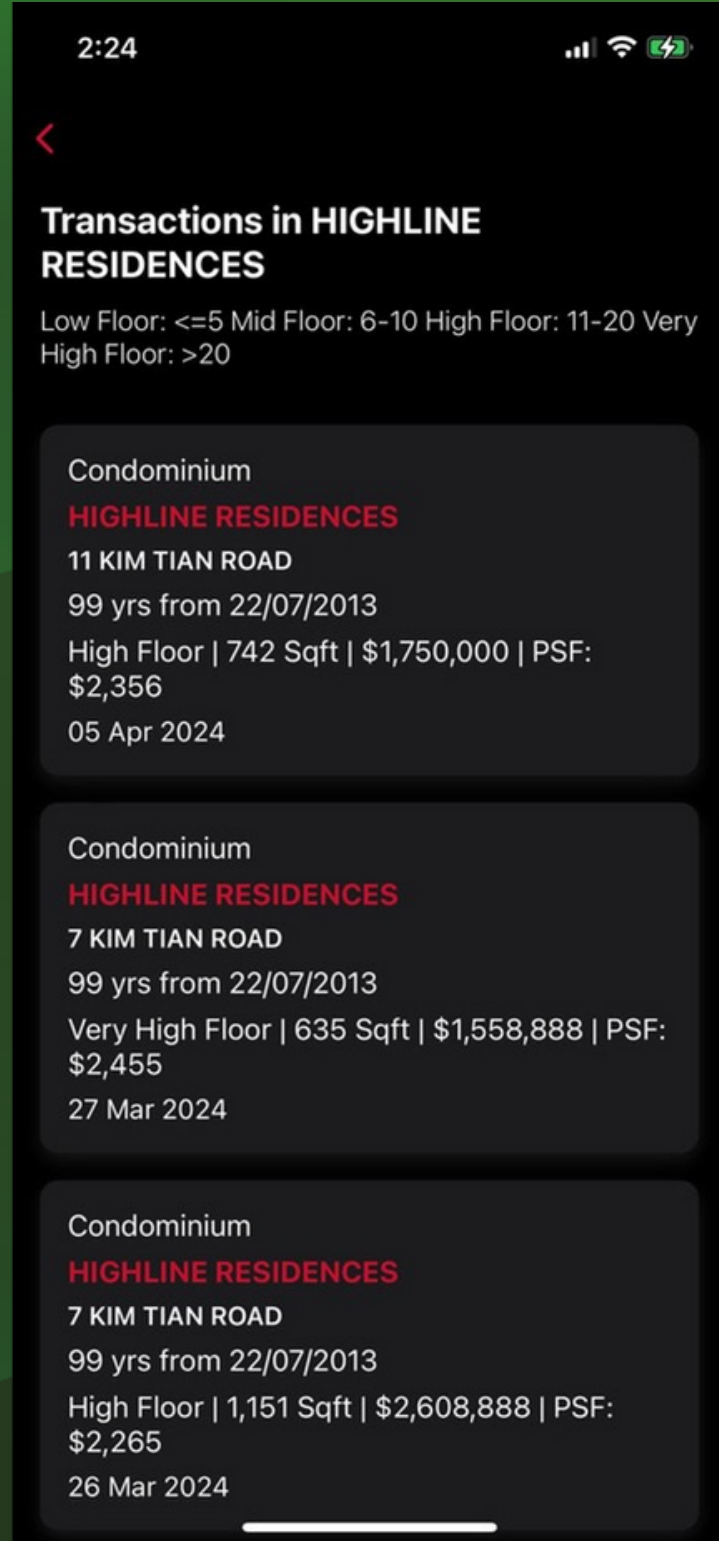 2:24
Transactions in HIGHLINE
RESIDENCES
Low Floor: <=5 Mid Floor: 6-10 High Floor: 11-20 Very
High Floor: >20
Condominium
HIGHLINE RESIDENCES
11 KIM TIAN ROAD
99 yrs from 22/07/2013
High Floor | 742 Sqft | $1,750,000 | PSF:
$2,356
05 Apr 2024
Condominium
HIGHLINE RESIDENCES
7 KIM TIAN ROAD
99 yrs from 22/07/2013
Very High Floor | 635 Sqft | $1,558,888 | PSF:
$2,455
27 Mar 2024
Condominium
HIGHLINE RESIDENCES
7 KIM TIAN ROAD
99 yrs from 22/07/2013
High Floor | 1,151 Sqft | $2,608,888 | PSF:
$2,265
26 Mar 2024